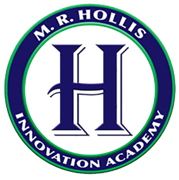 M. R. HOLLIS
H
INNOVATION ACADEMY